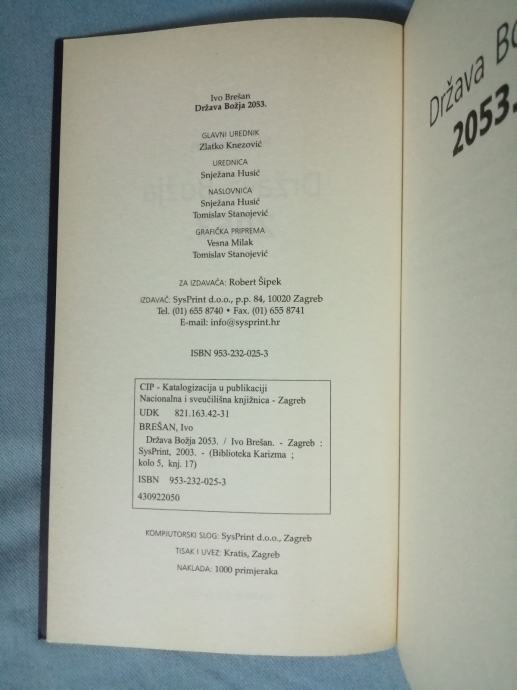 Ivo Brešan
Država Božja 2053.
GLAVNI UREDNIK
Zlatko Knezović
UREDNICA
Snježana Husić
NASLOVNICA
Snježana Husić
Tomislav Stanojević
GRAFIČKA PRIPREMA
Vesna Milak
Tomislav Stanojević
ZA IZDAVAČA: Robert Šipek
IZDAVAČ: SysPrint d.o.o., p.p. 84, 10020 Zagreb
Tel. (01) 655 8740 • Fax. (01) 655 8741
E-mail: info@sysprint.hr
ISBN 953-232-025-3
CIP - Katalogizacija u publikaciji
Nacionalna i sveučilišna knjižnica - Zagreb
UDK 821.163.42-31
BREŠAN, Ivo
Država Božja 2053. / Ivo Brešan. - Zagreb :
SysPrint, 2003. - (Biblioteka Karizma ;
kolo 5, knj. 17)
ISBN 953-232-025-3
430922050
KOMPJUTORSKI SLOG: SysPrint d.o.o., Zagreb
TISAK I UVEZ: Kratis, Zagreb
NAKLADA: 1000 primjeraka
Država Bo
2053.